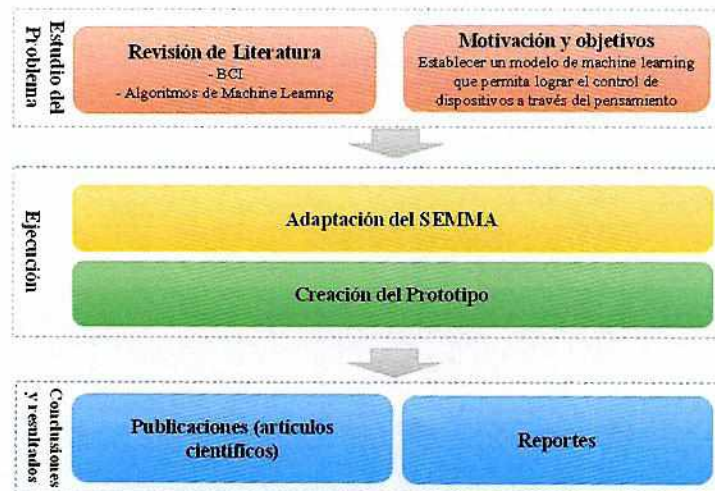 Estudio del
Problema
Revisión de Literatura
- BCI
- Algoritmos de Machine Learning
Motivación y objetivos
Establecer un modelo de machine learning
que permita lograr el control de
dispositivos a través del pensamiento
Ejecución
Adaptación del SEMMA
Creación del Prototipo
Conclusiones
y resultados
Publicaciones (artículos
científicos)
Reportes